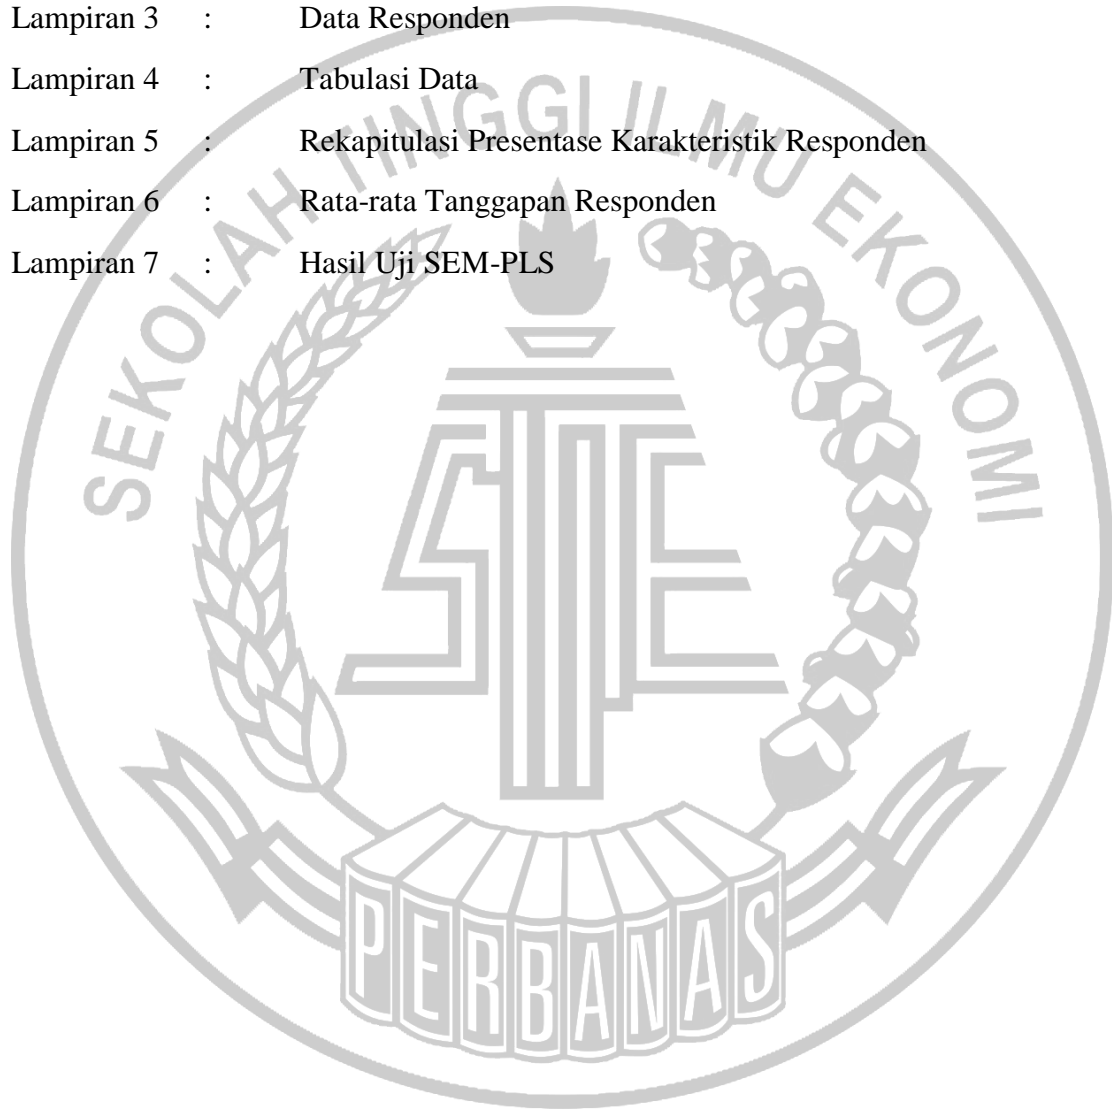 Lampiran 3 : Data Responden
Lampiran 4 : Tabulasi Data
Lampiran 5 : Rekapitulasi Presentase Karakteristik Responden
Lampiran 6 : Rata-rata Tanggapan Responden
Lampiran 7 : Hasil Uji SEM-PLS
SEKOLAH TINGGI ILMU EKONOMI
STIE
PERBANAS